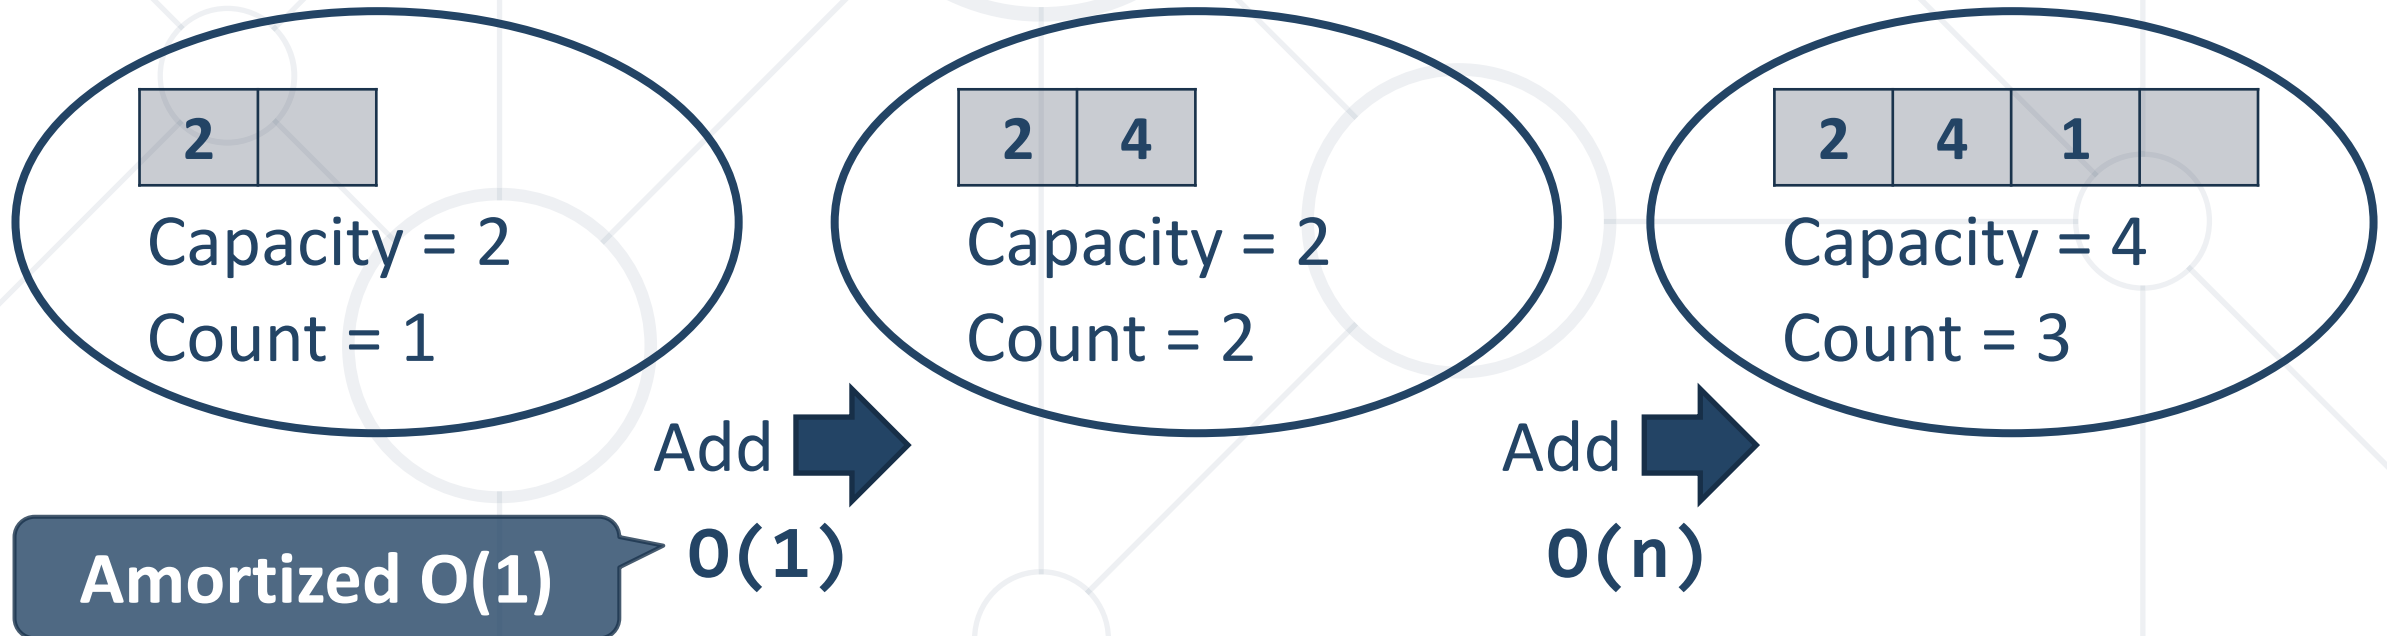 2
Capacity = 2
Count = 1
Add
O(1)
Amortized O(1)
2 4
Capacity = 2
Count = 2
Add
O(n)
2 4 1
Capacity = 4
Count = 3